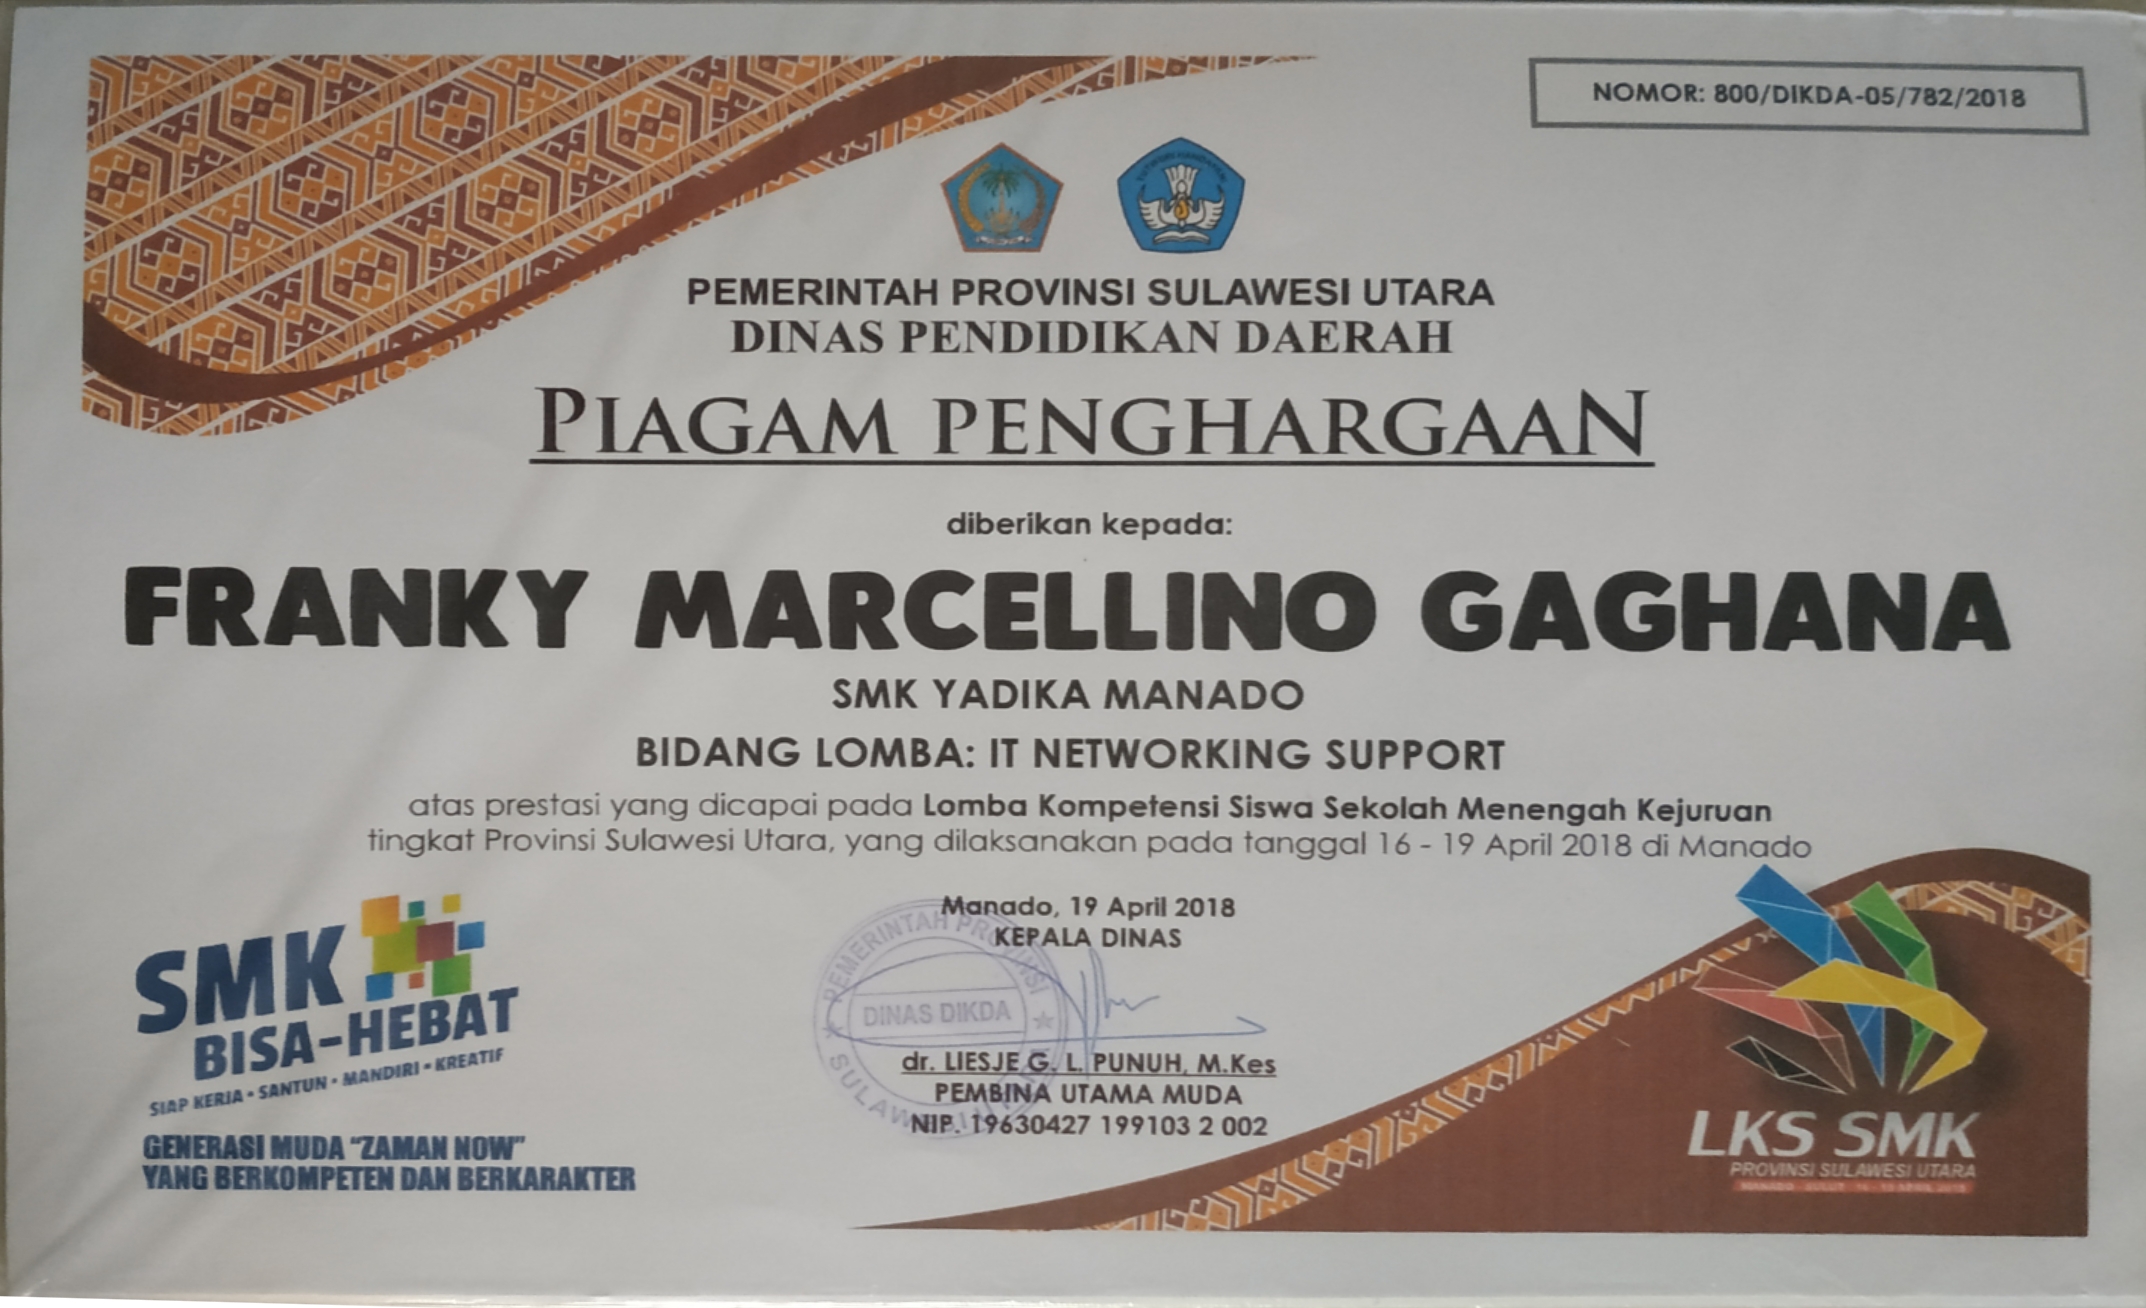 NOMOR: 800/DIKDA-05/782/2018
PEMERINTAH PROVINSI SULAWESI UTARA
DINAS PENDIDIKAN DAERAH
PIAGAM PENGHARGAAN
diberikan kepada:
FRANKY MARCELLINO GAGHANA
SMK YADIKA MANADO
BIDANG LOMBA: IT NETWORKING SUPPORT
atas prestasi yang dicapai pada Lomba Kompetensi Siswa Sekolah Menengah Kejuruan
tingkat Provinsi Sulawesi Utara, yang dilaksanakan pada tanggal 16 - 19 April 2018 di Manado
Manado, 19 April 2018
KEPALA DINAS
PEMERINTAH PROVINSI
DINAS DIKDA
dr. LIESJE G. L. PUNUH, M.Kes
PEMBINA UTAMA MUDA
NIP. 19630427 199103 2 002
SMK
BISA-HEBAT
SIAP KERJA • SANTUN • MANDIRI • KREATIF
GENERASI MUDA "ZAMAN NOW"
YANG BERKOMPETEN DAN BERKARAKTER
LKS SMK
PROVINSI SULAWESI UTARA